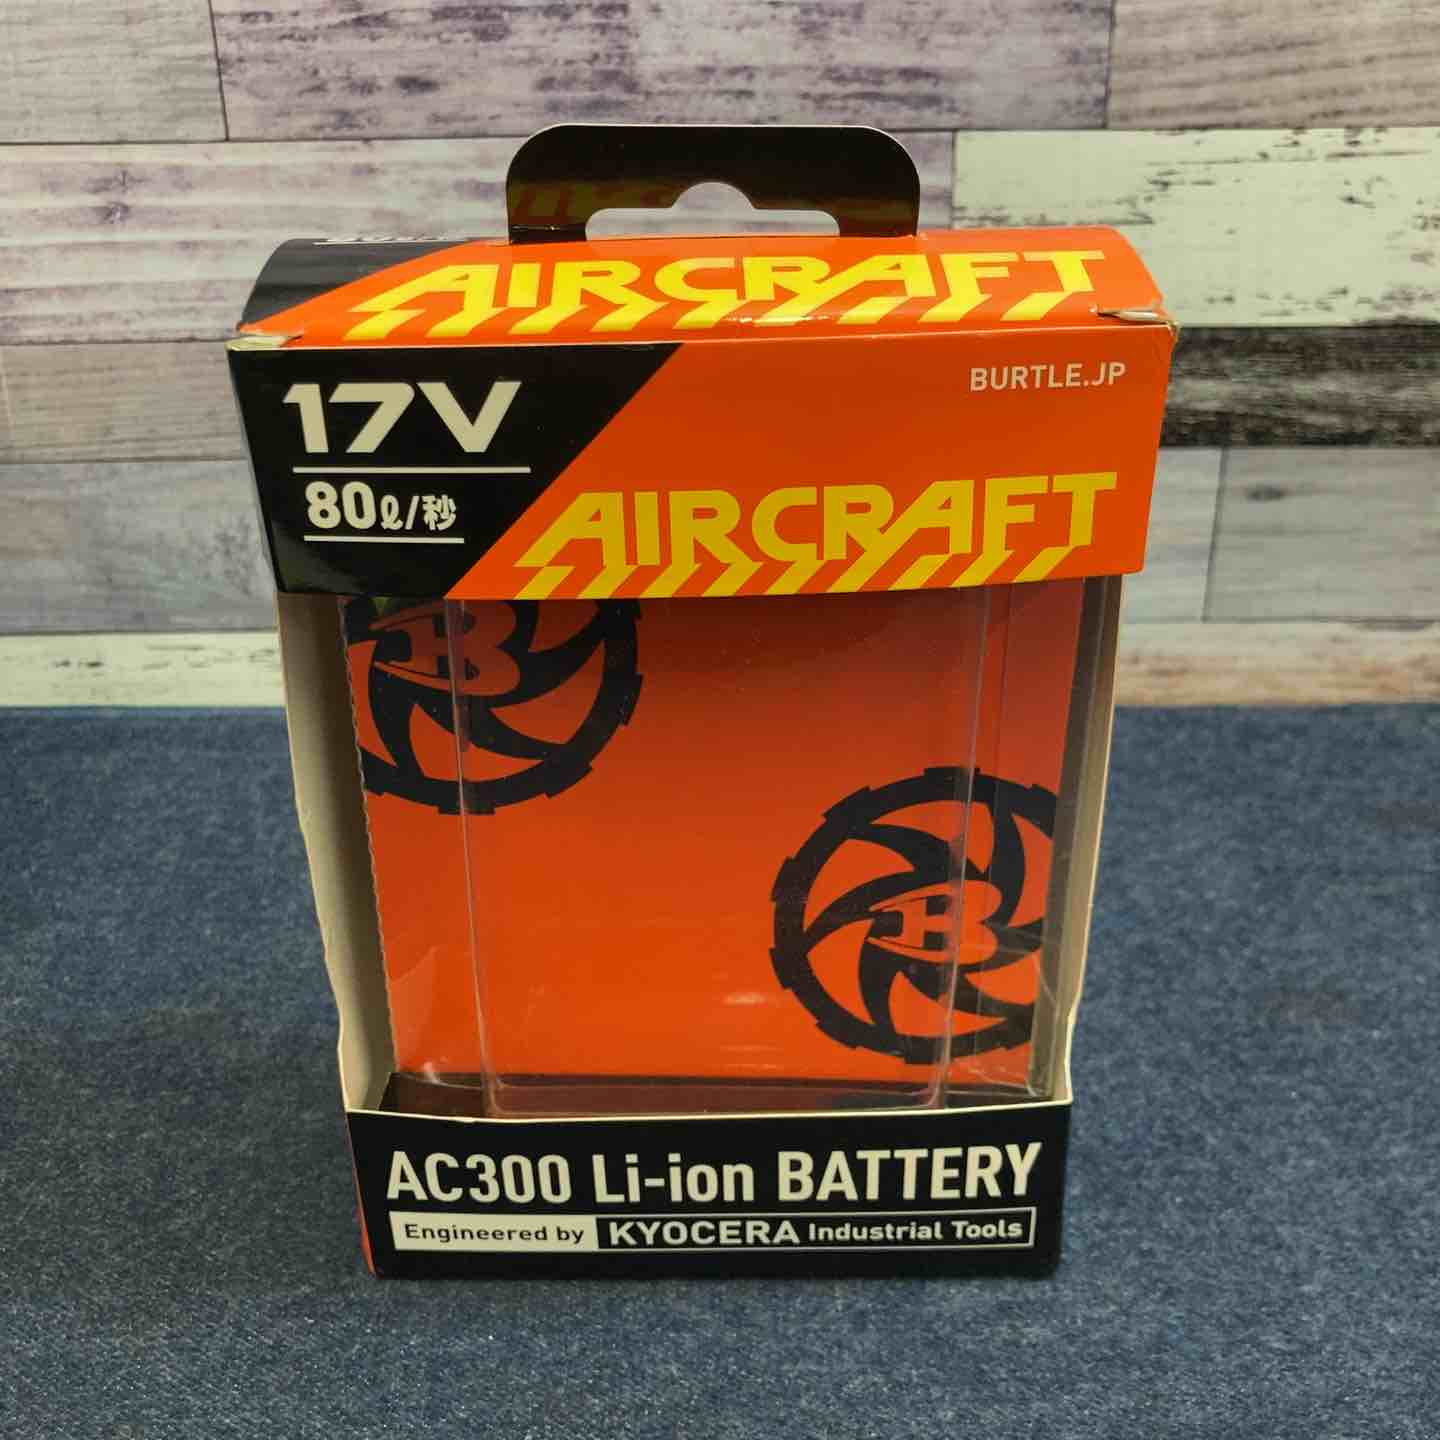 AIRCRAFT
17V
80ℓ/秒
BURTLE.JP
AIRCRAFT
B
B
AC300 Li-ion BATTERY
Engineered by KYOCERA Industrial Tools